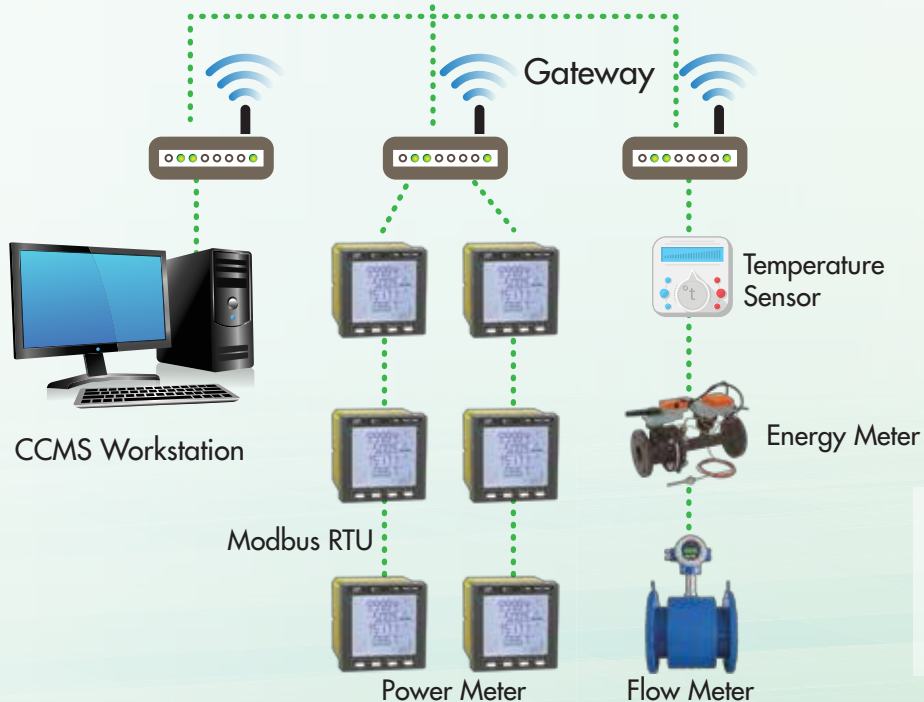 Gateway
Temperature
Sensor
CCMS Workstation
Energy Meter
Modbus RTU
Power Meter
Flow Meter